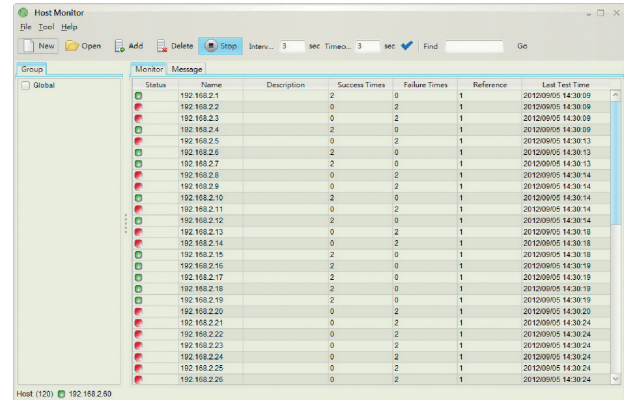 Host Monitor
File Tool Help
New Open Add Delete Stop Interv... 3 sec Timeo... 3 sec Find Go
Group Monitor Message
Global
Status Name Description Success Times Failure Times Reference Last Test Time
192.168.2.1 2 0 1 2012/09/05 14:30:09
192.168.2.2 0 2 1 2012/09/05 14:30:09
192.168.2.3 0 2 1 2012/09/05 14:30:09
192.168.2.4 2 0 1 2012/09/05 14:30:09
192.168.2.5 0 2 1 2012/09/05 14:30:13
192.168.2.6 2 0 1 2012/09/05 14:30:13
192.168.2.7 2 0 1 2012/09/05 14:30:13
192.168.2.8 0 2 1 2012/09/05 14:30:14
192.168.2.9 0 2 1 2012/09/05 14:30:14
192.168.2.10 2 0 1 2012/09/05 14:30:14
192.168.2.11 0 2 1 2012/09/05 14:30:14
192.168.2.12 2 0 1 2012/09/05 14:30:14
192.168.2.13 0 2 1 2012/09/05 14:30:18
192.168.2.14 0 2 1 2012/09/05 14:30:18
192.168.2.15 2 0 1 2012/09/05 14:30:18
192.168.2.16 2 0 1 2012/09/05 14:30:19
192.168.2.17 2 0 1 2012/09/05 14:30:19
192.168.2.18 2 0 1 2012/09/05 14:30:19
192.168.2.19 2 0 1 2012/09/05 14:30:19
192.168.2.20 0 2 1 2012/09/05 14:30:20
192.168.2.21 0 2 1 2012/09/05 14:30:24
192.168.2.22 0 2 1 2012/09/05 14:30:24
192.168.2.23 0 2 1 2012/09/05 14:30:24
192.168.2.24 0 2 1 2012/09/05 14:30:24
192.168.2.25 0 2 1 2012/09/05 14:30:24
192.168.2.26 0 2 1 2012/09/05 14:30:24
Host (120) 192.168.2.60